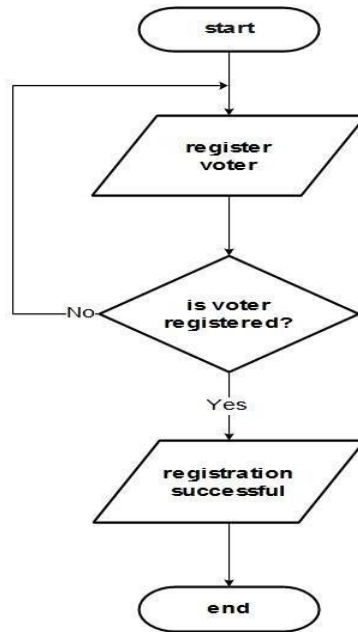 start
register
voter
is voter
registered?
No
Yes
registration
successful
end